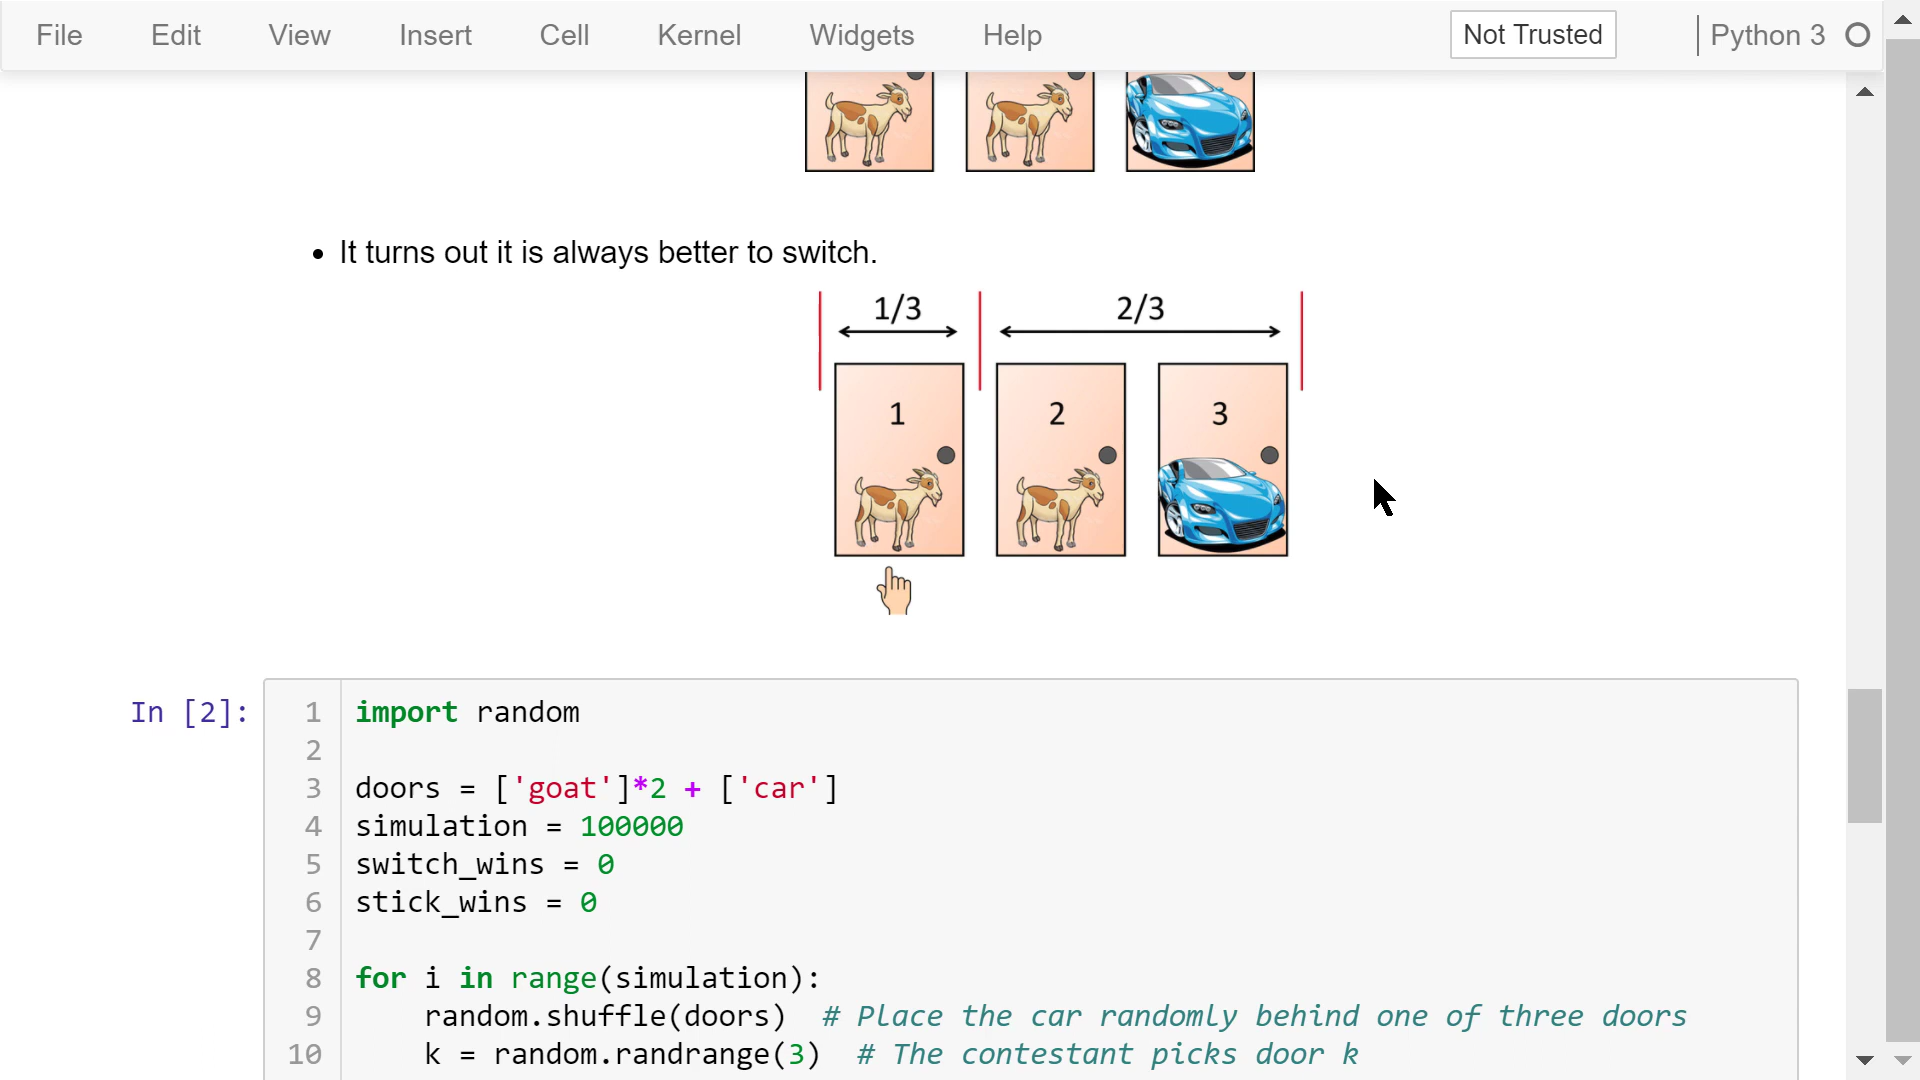 File Edit View Insert Cell Kernel Widgets Help Not Trusted Python 3
It turns out it is always better to switch.
1/3 2/3
1 2 3
In [2]:
1 import random
2
3 doors = ['goat']*2 + ['car']
4 simulation = 100000
5 switch_wins = 0
6 stick_wins = 0
7
8 for i in range(simulation):
9 random.shuffle(doors) # Place the car randomly behind one of three doors
10 k = random.randrange(3) # The contestant picks door k